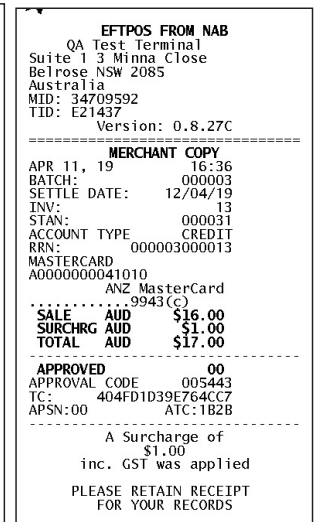 EFTPOS FROM NAB
QA Test Terminal
Suite 1 3 Minna Close
Belrose NSW 2085
Australia
MID: 34709592
TID: E21437
Version: 0.8.27C
================================
MERCHANT COPY
APR 11, 19 16:36
BATCH: 000003
SETTLE DATE: 12/04/19
INV: 13
STAN: 000031
ACCOUNT TYPE CREDIT
RRN: 000003000013
MASTERCARD
A0000000041010
ANZ MasterCard
............9943(c)
SALE AUD $16.00
SURCHRG AUD $1.00
TOTAL AUD $17.00
--------------------------------
APPROVED 00
APPROVAL CODE 005443
TC: 404FD1D39E764CC7
APSN:00 ATC:1B2B
--------------------------------
A Surcharge of
$1.00
inc. GST was applied
PLEASE RETAIN RECEIPT
FOR YOUR RECORDS